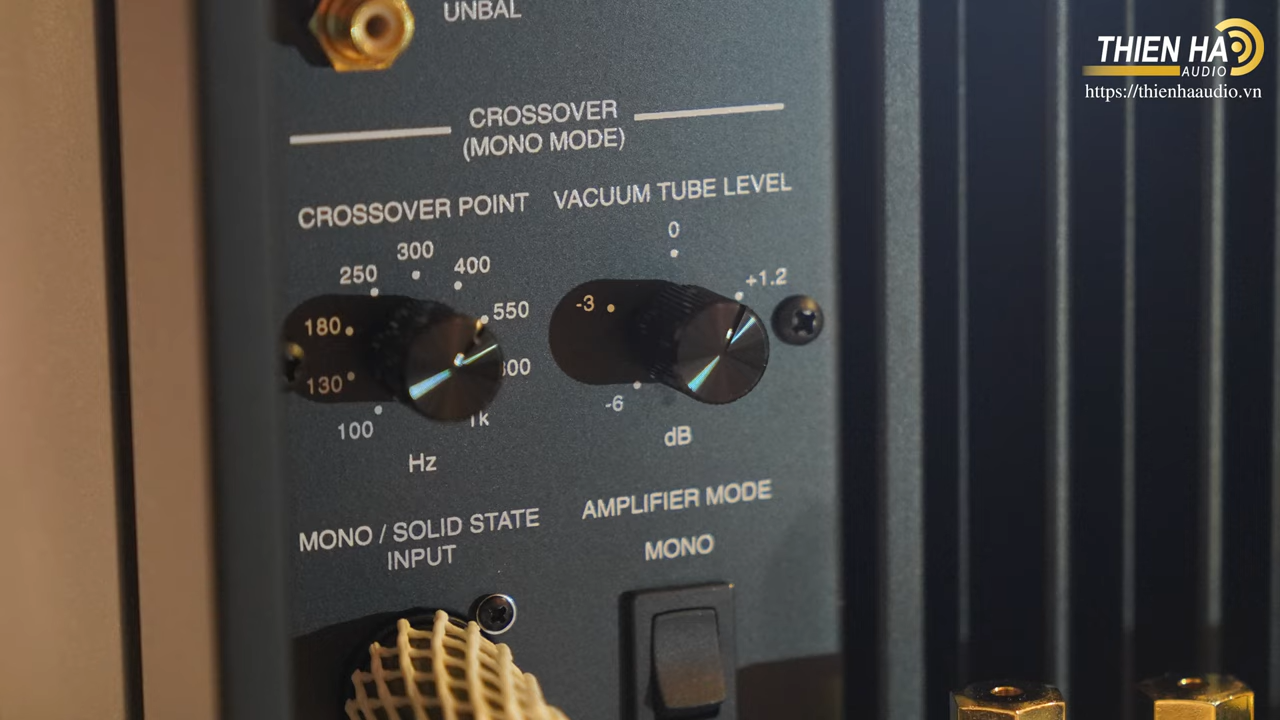 UNBAL
THIEN HA
AUDIO
https://thienhaaudio.vn
CROSSOVER
(MONO MODE)
CROSSOVER POINT
VACUUM TUBE LEVEL
300
250
400
180
550
130
100
1k
Hz
0
-3
+1.2
-6
dB
MONO / SOLID STATE
INPUT
AMPLIFIER MODE
MONO